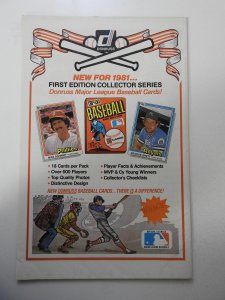 DONRUSS
NEW FOR 1981...
FIRST EDITION COLLECTOR SERIES
Donruss Major League Baseball Cards!
BASEBALL
Phillies
Royals
• 18 Cards per Pack
• Over 600 Players
• Top Quality Photos
• Distinctive Design
• Player Facts & Achievements
• MVP & Cy Young Winners
• Collector's Checklists
NEW DONRUSS BASEBALL CARDS... THERE IS A DIFFERENCE!